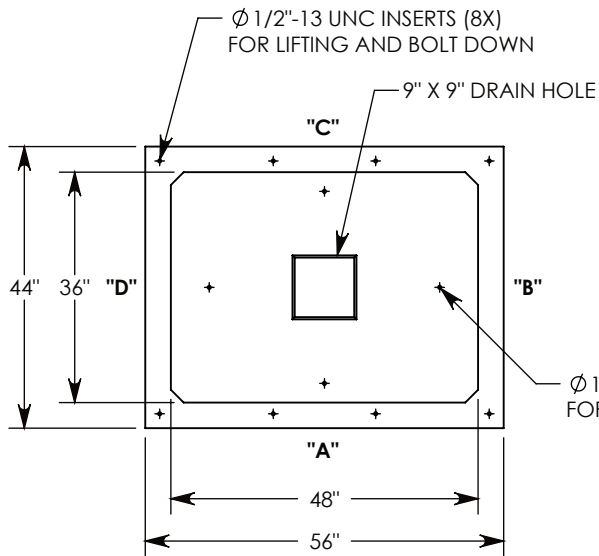 Ø 1/2"-13 UNC INSERTS (8X)
FOR LIFTING AND BOLT DOWN
9" X 9" DRAIN HOLE
"C"
44"
36"
"D"
"B"
Ø 1
FOR
"A"
48"
56"